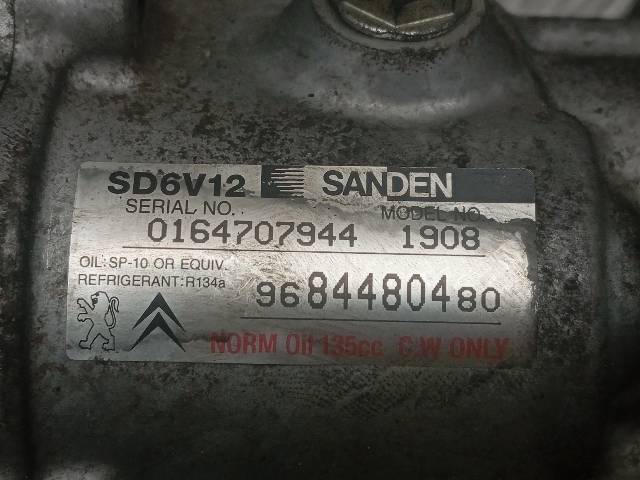 SD6V12 SANDEN
SERIAL NO. MODEL NO.
0164707944 1908
OIL:SP-10 OR EQUIV.
REFRIGERANT:R134a
9684480480
NORM Oil 135cc C.W ONLY